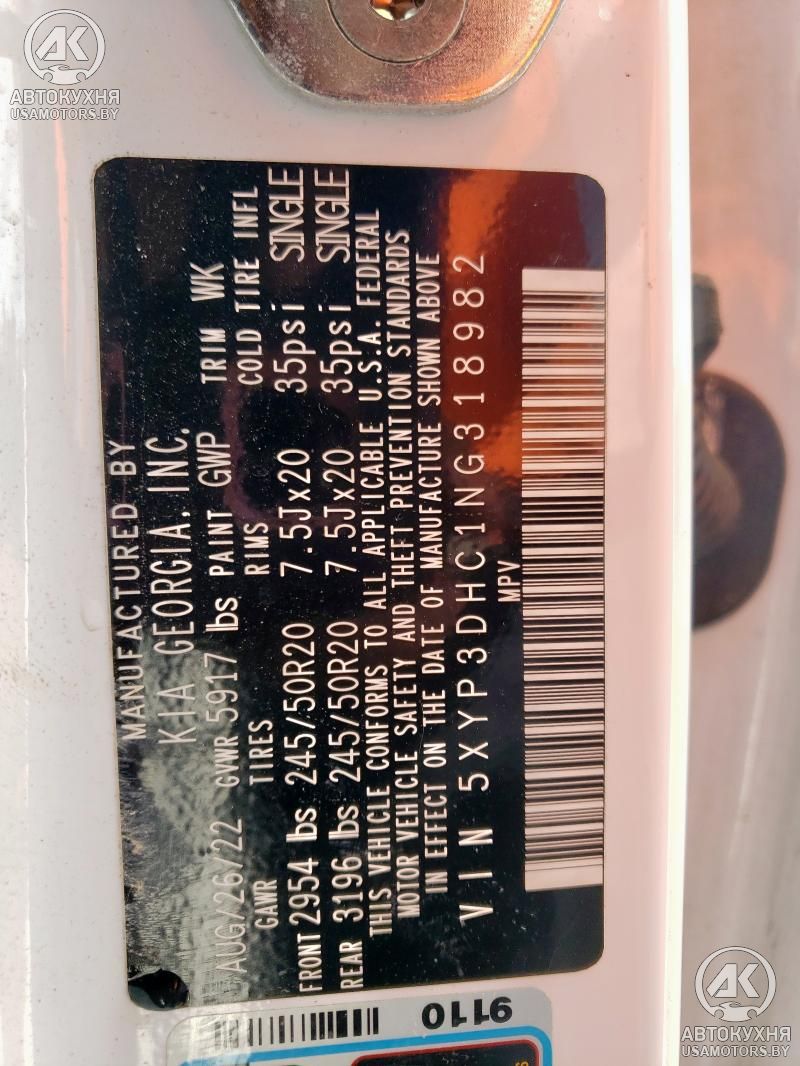 АВТОКУХНЯ
USAMOTORS.BY
MANUFACTURED BY
KIA GEORGIA, INC.
AUG/26/22 GVWR 5917 lbs PAINT GWP TRIM WK
GAWR TIRES RIMS COLD TIRE INFL
FRONT 2954 lbs 245/50R20 7.5Jx20 35psi SINGLE
REAR 3196 lbs 245/50R20 7.5Jx20 35psi SINGLE
THIS VEHICLE CONFORMS TO ALL APPLICABLE U.S.A. FEDERAL
MOTOR VEHICLE SAFETY AND THEFT PREVENTION STANDARDS
IN EFFECT ON THE DATE OF MANUFACTURE SHOWN ABOVE
VIN 5XYP3DHC1NG318982
MPV
9110
АВТОКУХНЯ
USAMOTORS.BY